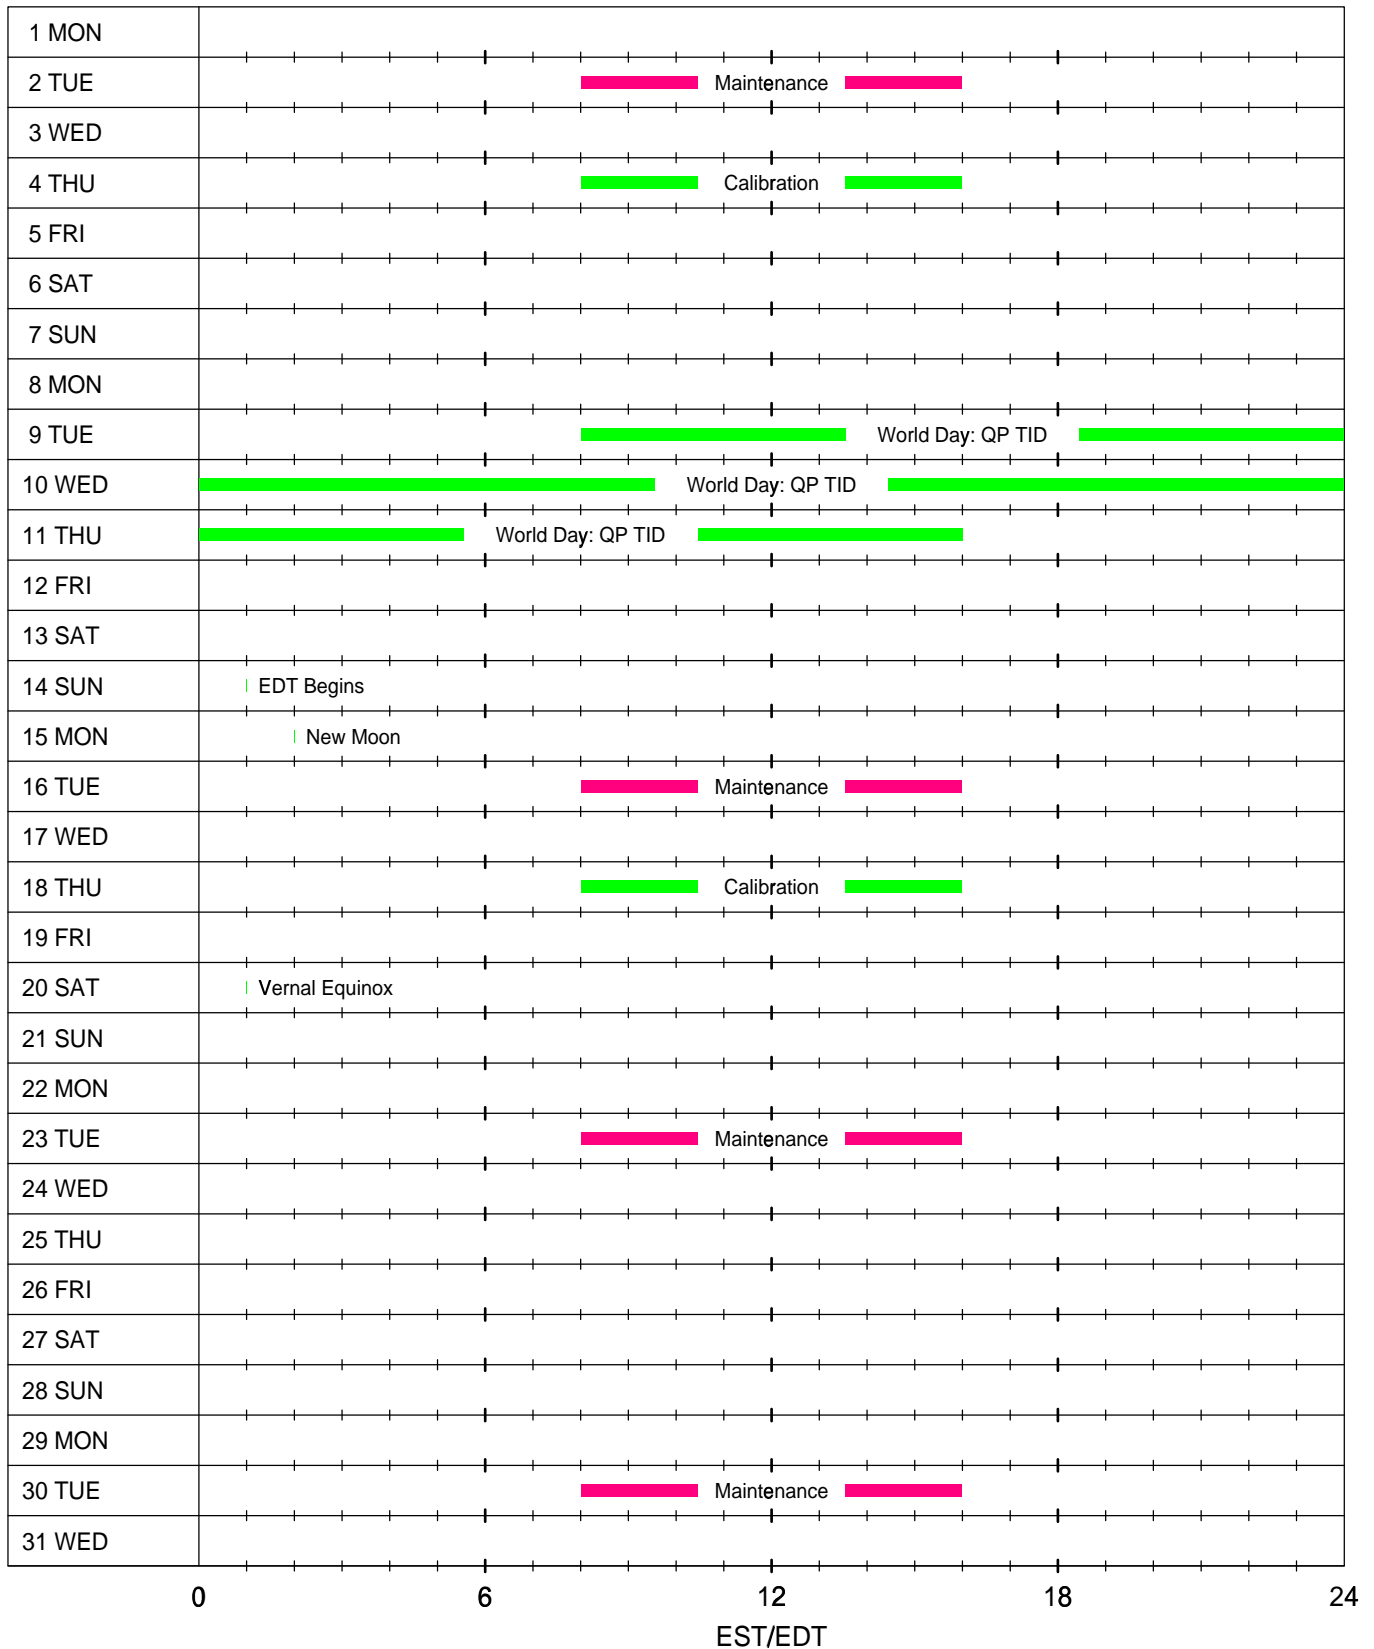 1 MON
2 TUE Maintenance
3 WED
4 THU Calibration
5 FRI
6 SAT
7 SUN
8 MON
9 TUE World Day: QP TID
10 WED World Day: QP TID
11 THU World Day: QP TID
12 FRI
13 SAT
14 SUN EDT Begins
15 MON New Moon
16 TUE Maintenance
17 WED
18 THU Calibration
19 FRI
20 SAT Vernal Equinox
21 SUN
22 MON
23 TUE Maintenance
24 WED
25 THU
26 FRI
27 SAT
28 SUN
29 MON
30 TUE Maintenance
31 WED
0 6 12 18 24
EST/EDT